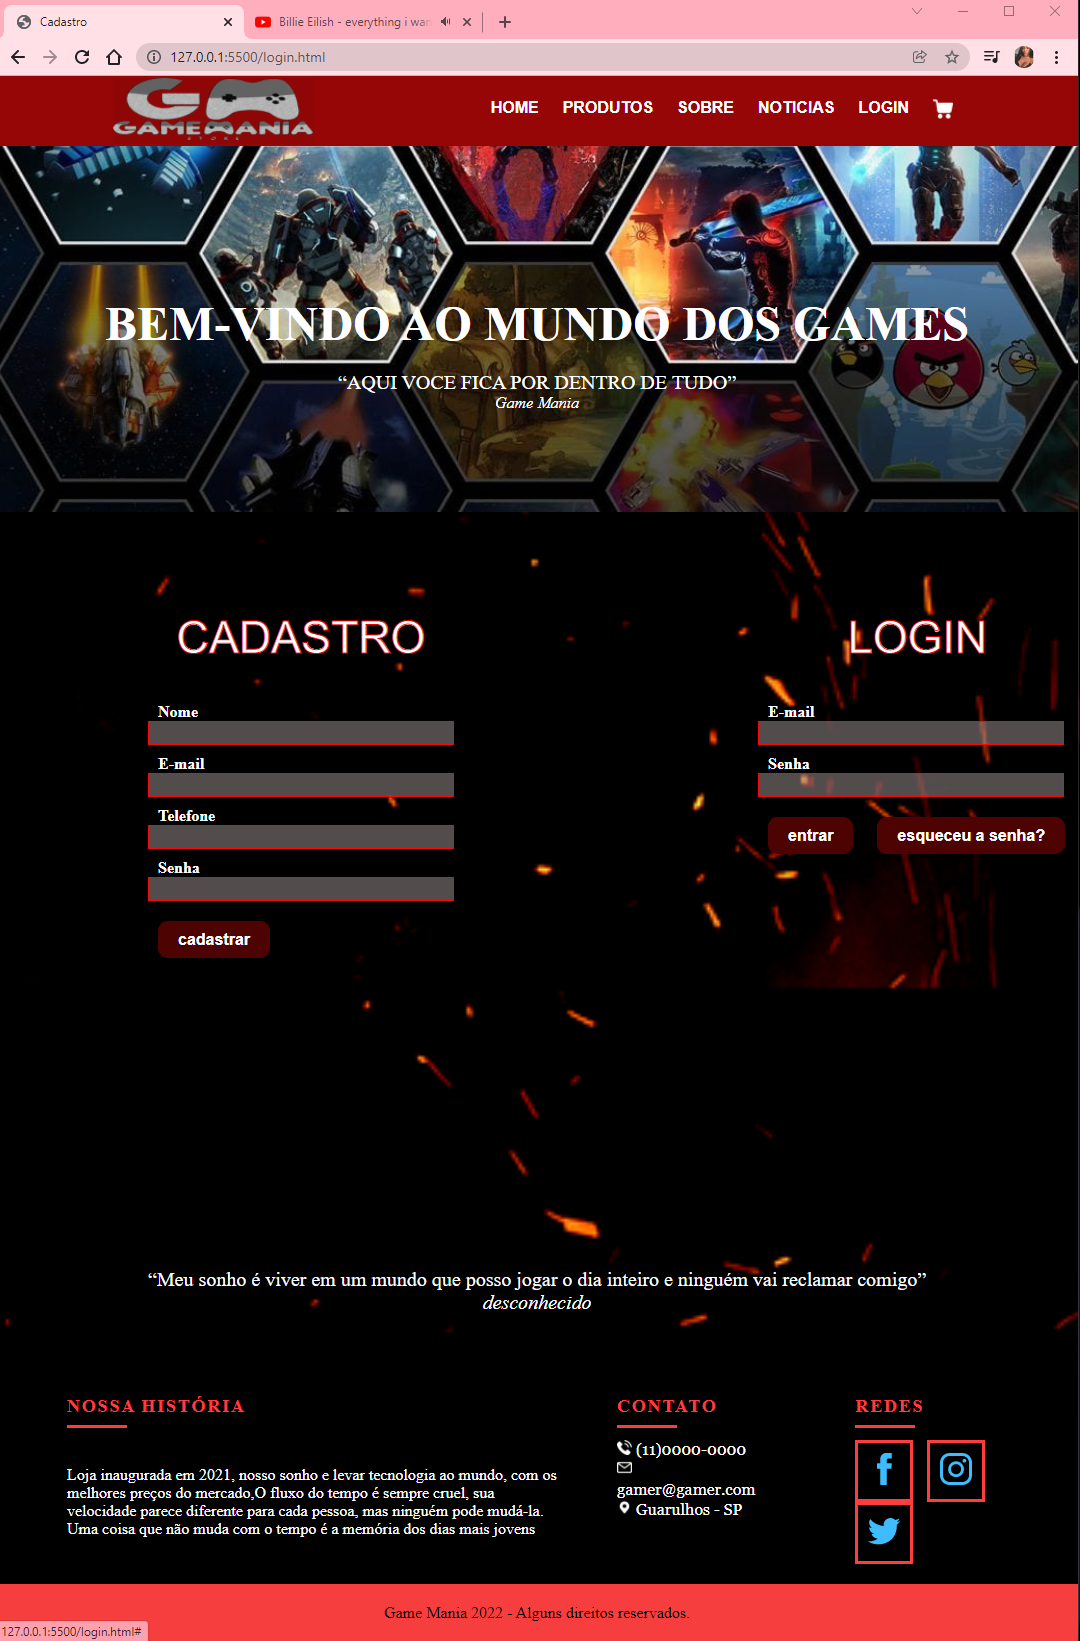 Cadastro
Billie Eilish - everything i wan
127.0.0.1:5500/login.html
GM
GAMEMANIA
STORE
HOME PRODUTOS SOBRE NOTICIAS LOGIN
BEM-VINDO AO MUNDO DOS GAMES
“AQUI VOCE FICA POR DENTRO DE TUDO”
Game Mania
CADASTRO
Nome
E-mail
Telefone
Senha
cadastrar
LOGIN
E-mail
Senha
entrar esqueceu a senha?
“Meu sonho é viver em um mundo que posso jogar o dia inteiro e ninguém vai reclamar comigo”
desconhecido
NOSSA HISTÓRIA
Loja inaugurada em 2021, nosso sonho e levar tecnologia ao mundo, com os
melhores preços do mercado,O fluxo do tempo é sempre cruel, sua
velocidade parece diferente para cada pessoa, mas ninguém pode mudá-la.
Uma coisa que não muda com o tempo é a memória dos dias mais jovens
CONTATO
(11)0000-0000
gamer@gamer.com
Guarulhos - SP
REDES
Game Mania 2022 - Alguns direitos reservados.
127.0.0.1:5500/login.html#